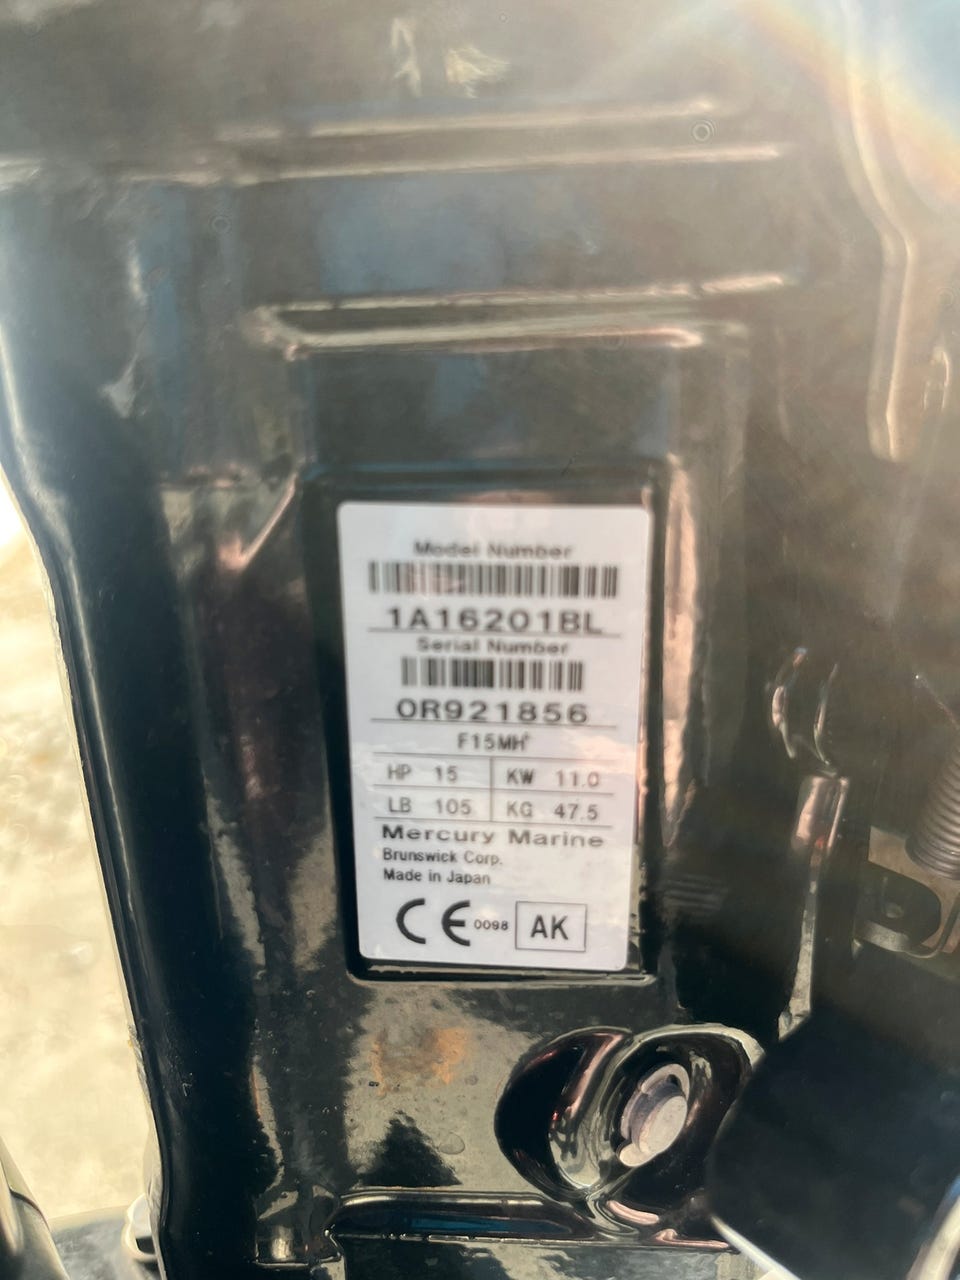 Model Number
1A16201BL
Serial Number
0R921856
F15MH
HP 15 KW 11.0
LB 105 KG 47.5
Mercury Marine
Brunswick Corp.
Made in Japan
CE 0098 AK